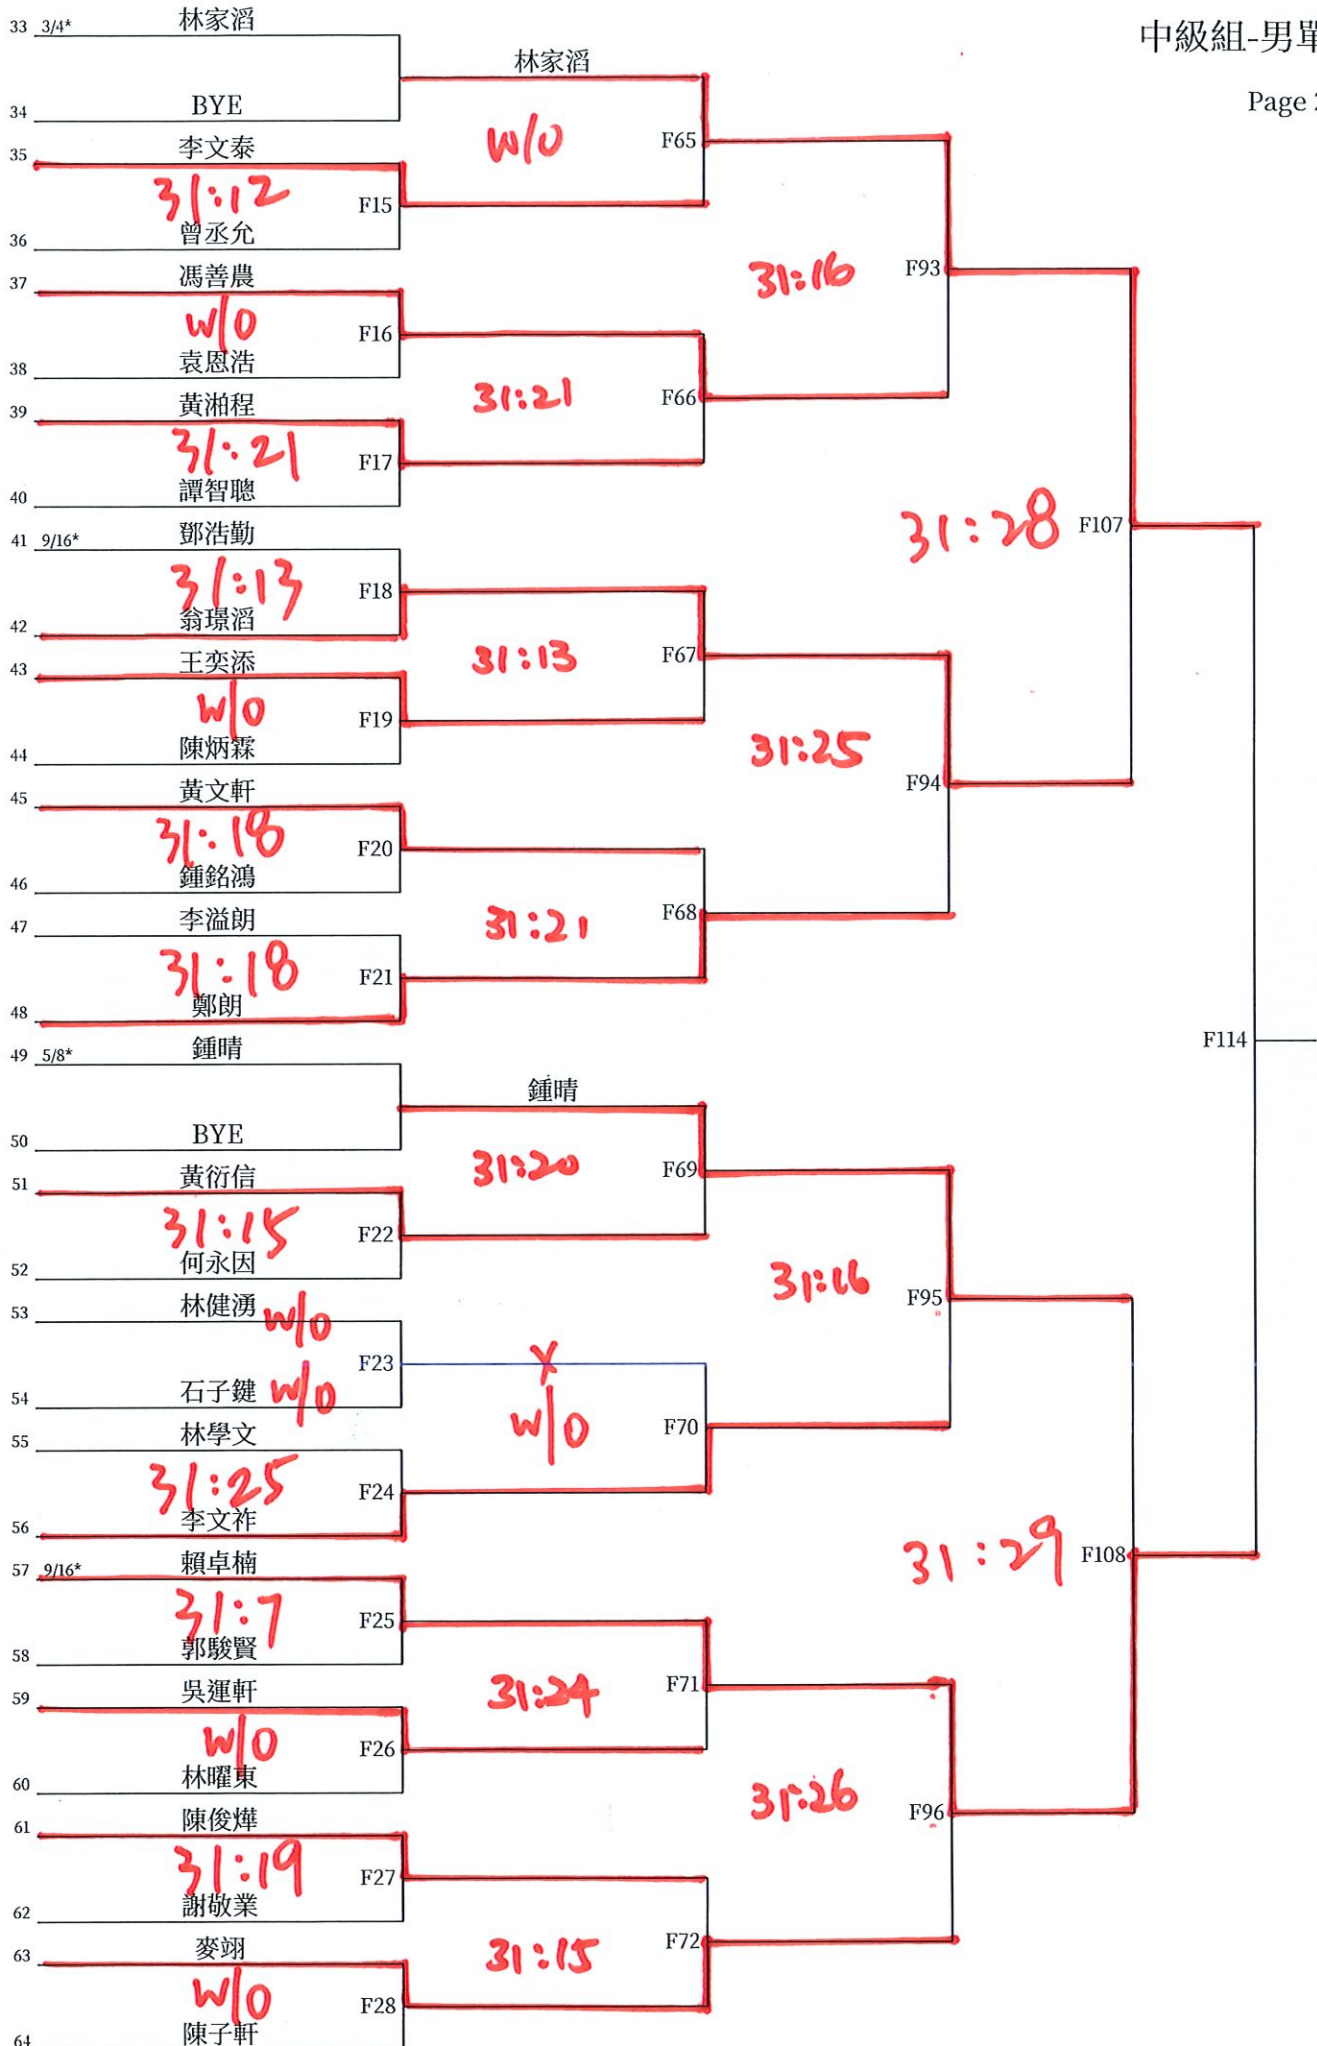 中級組-男單
Page 2
33 3/4* 林家滔
林家滔
34 BYE
W/O F65
35 李文泰
31:12 F15
36 曾丞允
31:16 F93
37 馮善農
W/O F16
38 袁恩浩
31:21 F66
39 黃湘程
31:21 F17
40 譚智聰
31:28 F107
41 9/16* 鄧浩勤
31:13 F18
42 翁璟滔
31:13 F67
43 王奕添
W/O F19
44 陳炳霖
31:25 F94
45 黃文軒
31:18 F20
46 鍾銘鴻
31:21 F68
47 李溢朗
31:18 F21
48 鄭朗
F114
49 5/8* 鍾晴
鍾晴
50 BYE
31:20 F69
51 黃衍信
31:15 F22
52 何永因
31:16 F95
53 林健湧 W/O
F23 X
54 石子鍵 W/O
W/O F70
55 林學文
31:25 F24
56 李文祚
31:29 F108
57 9/16* 賴卓楠
31:7 F25
58 郭駿賢
31:24 F71
59 吳運軒
W/O F26
60 林曜東
31:26 F96
61 陳俊燁
31:19 F27
62 謝敬業
31:15 F72
63 麥翊
W/O F28
64 陳子軒